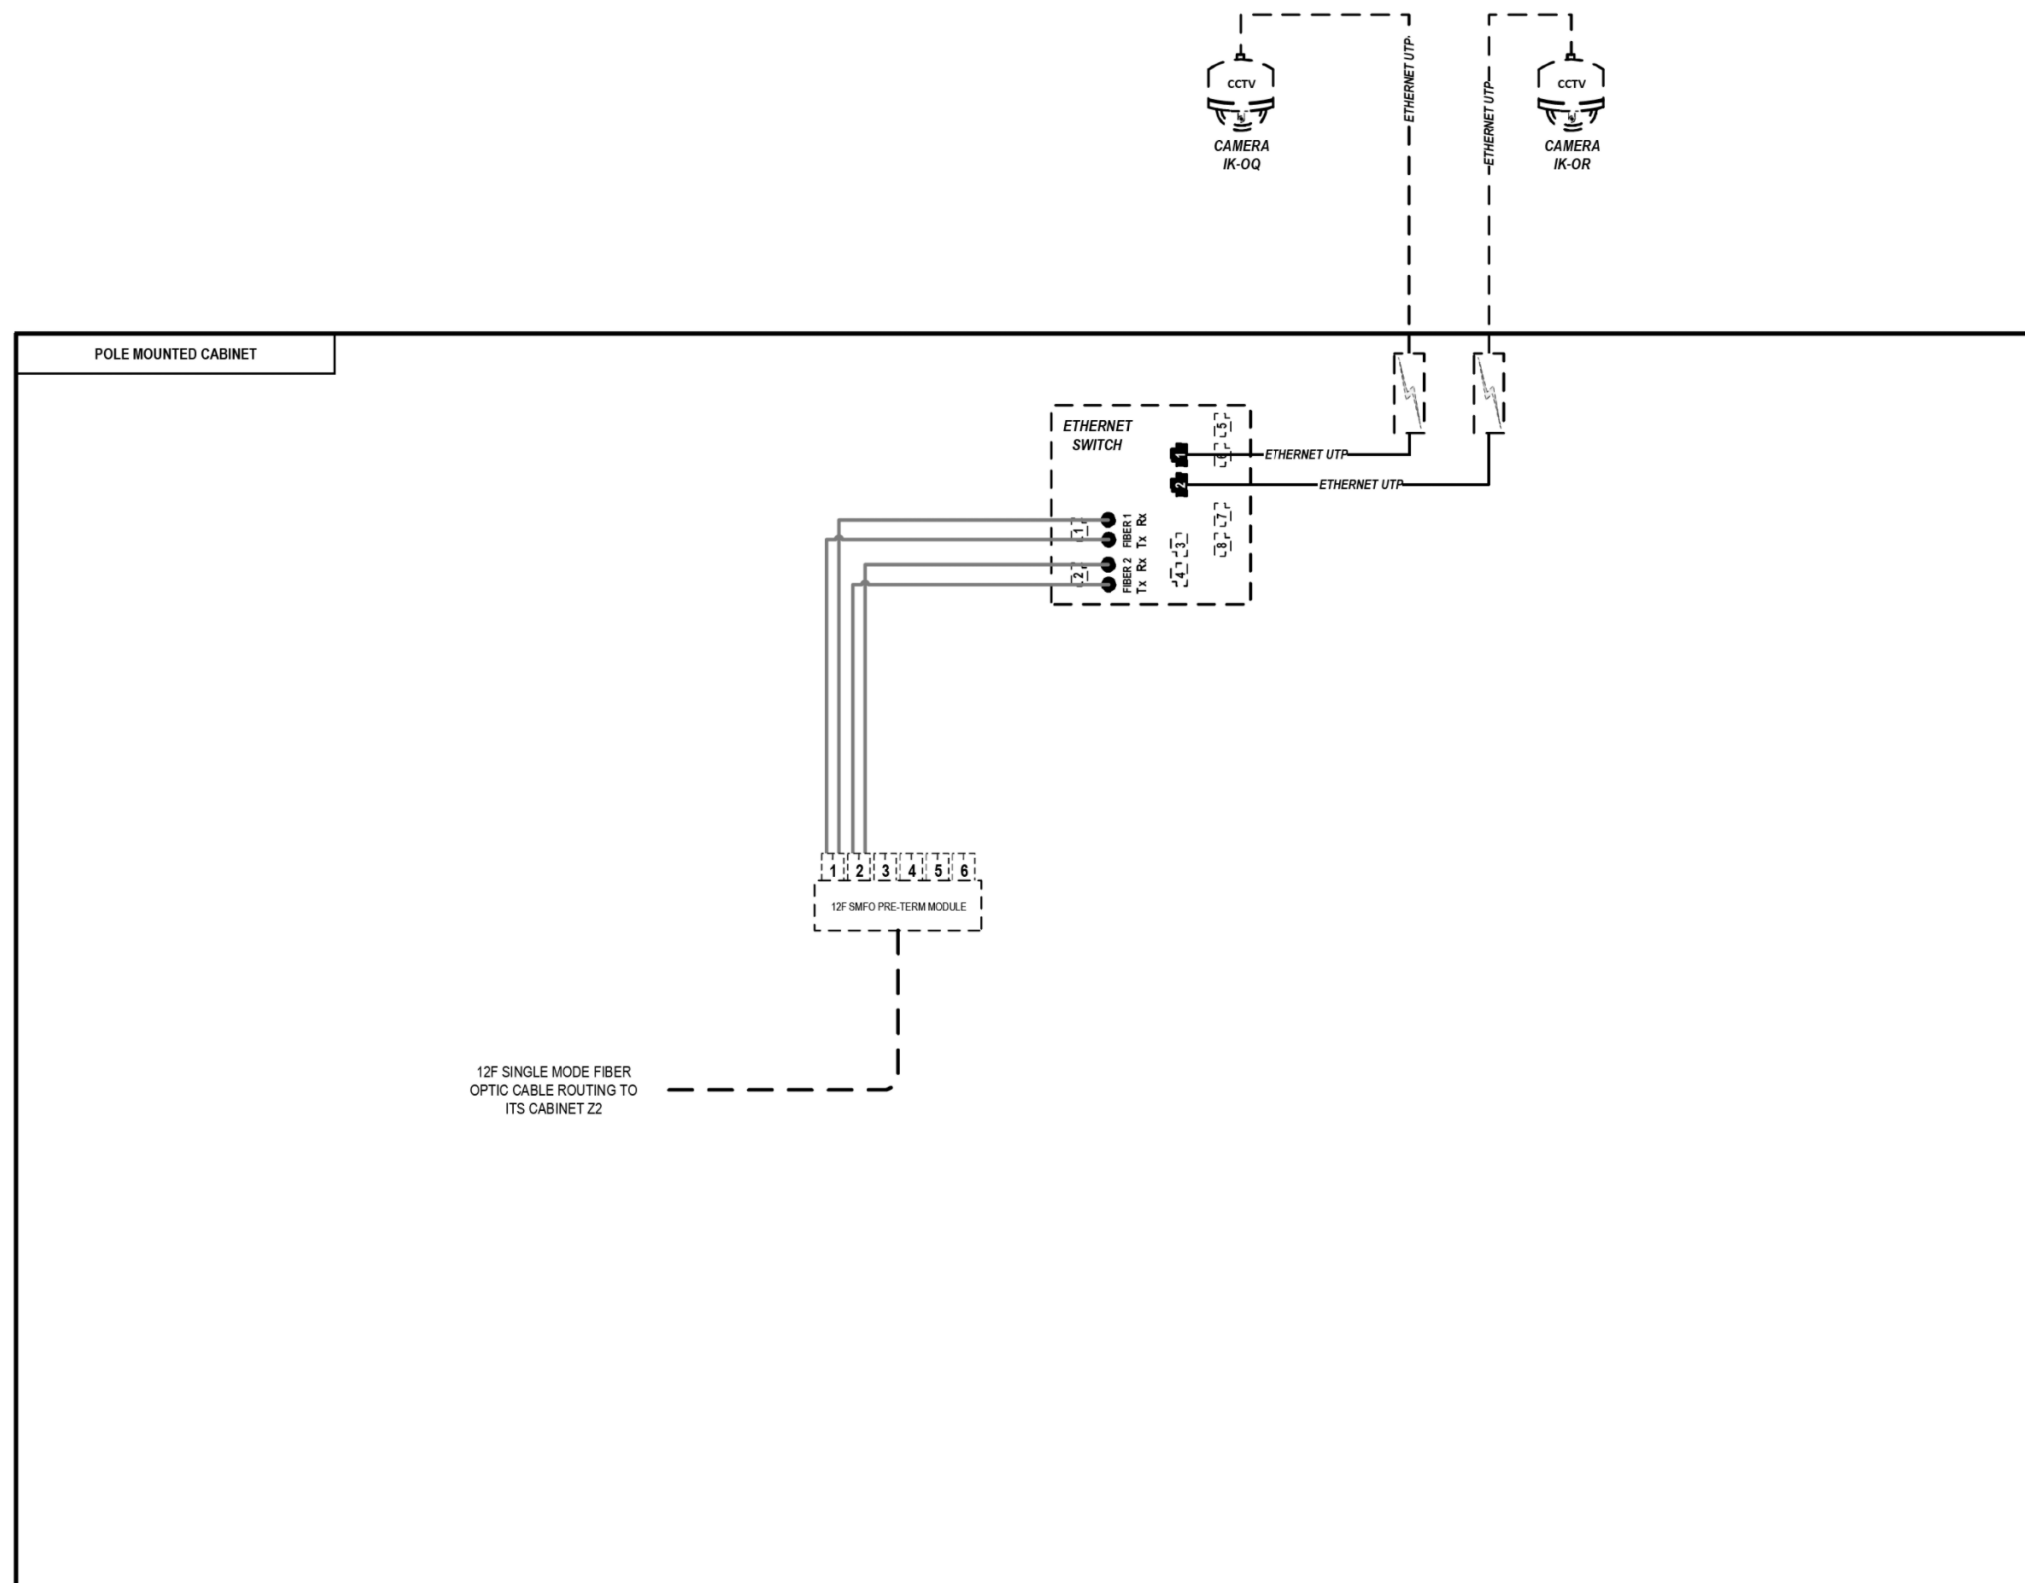 CCTV
CAMERA
IK-OQ
ETHERNET UTP
ETHERNET UTP
CCTV
CAMERA
IK-OR
POLE MOUNTED CABINET
ETHERNET
SWITCH
5
6
1
2
ETHERNET UTP
ETHERNET UTP
7
8
3
4
1
FIBER 1
Rx
Tx
2
FIBER 2
Rx
Tx
1 2 3 4 5 6
12F SMFO PRE-TERM MODULE
12F SINGLE MODE FIBER
OPTIC CABLE ROUTING TO
ITS CABINET Z2